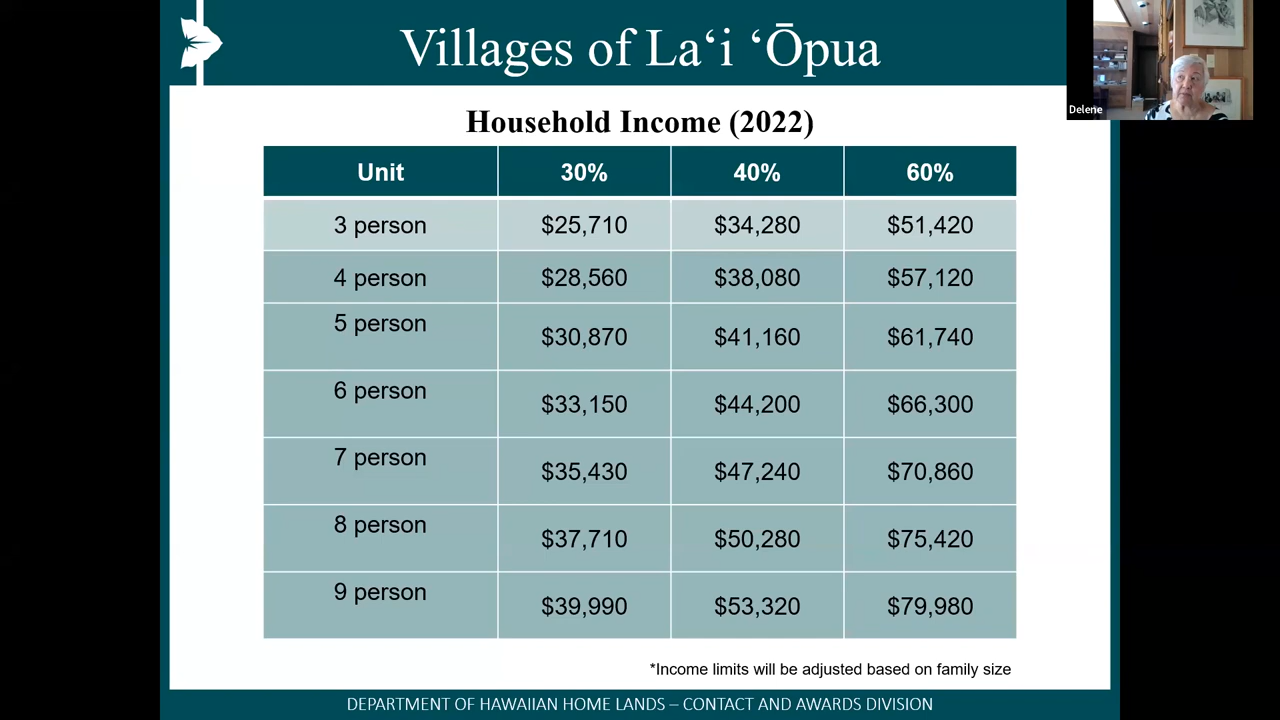 Villages of Laʻi ʻŌpua
Delene
Household Income (2022)
Unit 30% 40% 60%
3 person $25,710 $34,280 $51,420
4 person $28,560 $38,080 $57,120
5 person $30,870 $41,160 $61,740
6 person $33,150 $44,200 $66,300
7 person $35,430 $47,240 $70,860
8 person $37,710 $50,280 $75,420
9 person $39,990 $53,320 $79,980
*Income limits will be adjusted based on family size
DEPARTMENT OF HAWAIIAN HOME LANDS – CONTACT AND AWARDS DIVISION